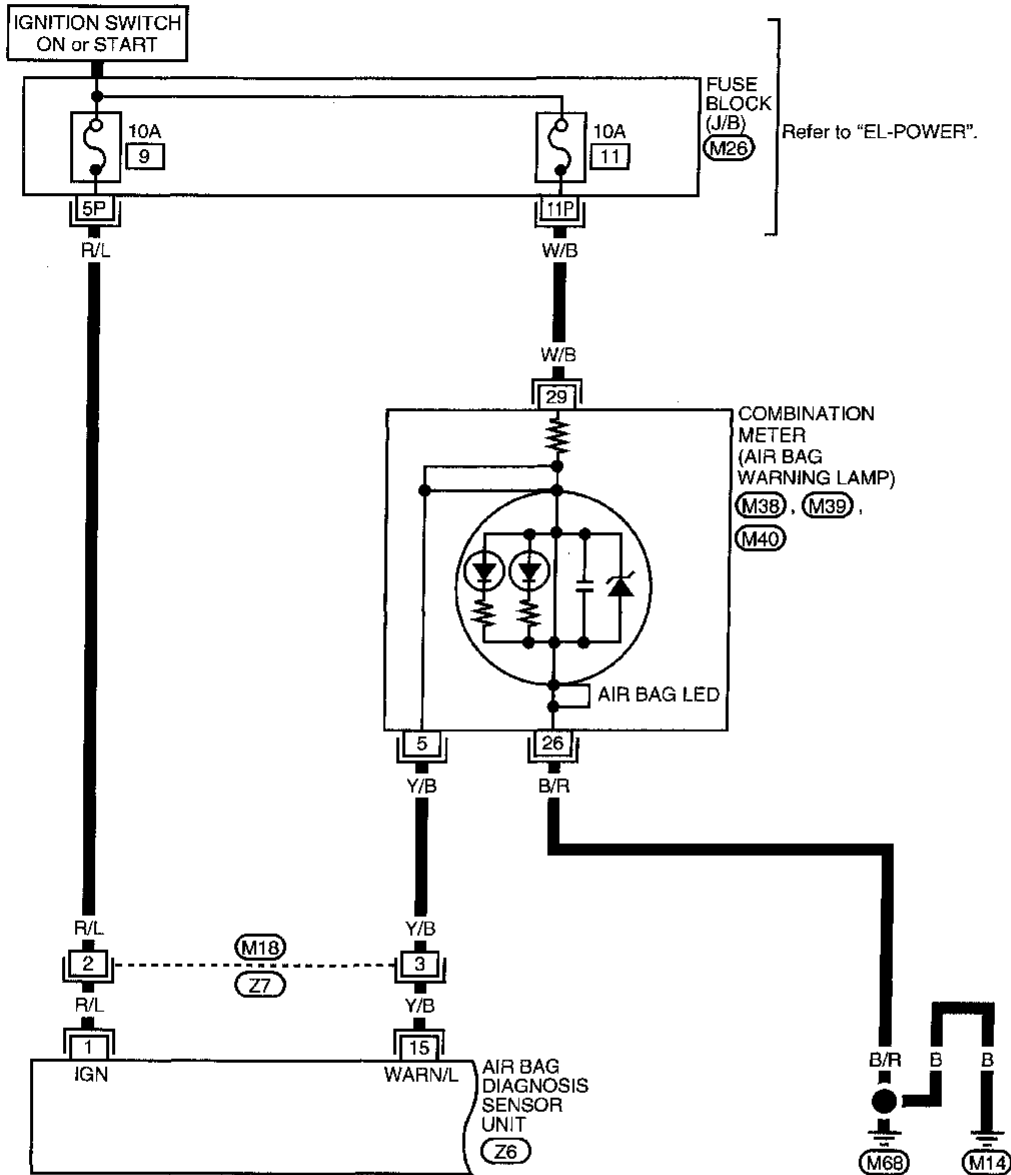 IGNITION SWITCH
ON or START
FUSE
BLOCK
(J/B)
M26
Refer to "EL-POWER".
10A
9
10A
11
5P
11P
R/L
W/B
W/B
29
COMBINATION
METER
(AIR BAG
WARNING LAMP)
M38 , M39 ,
M40
AIR BAG LED
5
26
Y/B
B/R
R/L
Y/B
M18
2
3
Z7
R/L
Y/B
1
15
IGN
WARN/L
AIR BAG
DIAGNOSIS
SENSOR
UNIT
Z6
B/R
B
B
M68
M14